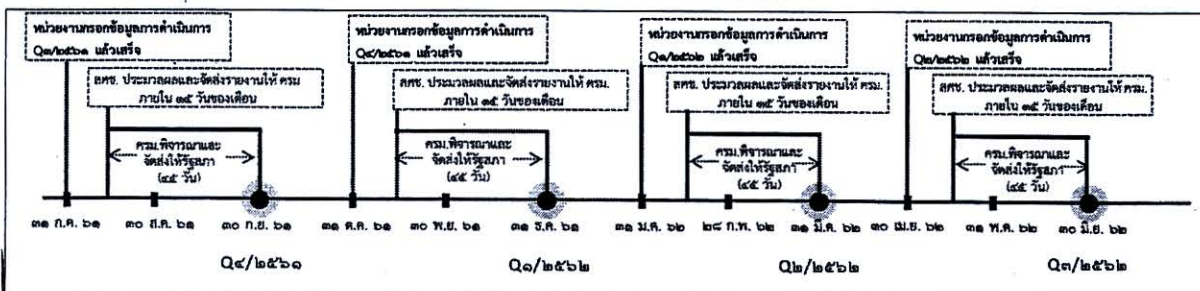 หน่วยงานกรอกข้อมูลการดำเนินการ
Q๓/๒๕๖๑ แล้วเสร็จ
สศช. ประมวลผลและจัดส่งรายงานให้ ครม.
ภายใน ๑๕ วันของเดือน
ครม.พิจารณาและ
จัดส่งให้รัฐสภา
(๔๕ วัน)
๓๑ ก.ค. ๖๑
๓๐ ส.ค. ๖๑
๓๐ ก.ย. ๖๑
Q๔/๒๕๖๑
หน่วยงานกรอกข้อมูลการดำเนินการ
Q๔/๒๕๖๑ แล้วเสร็จ
สศช. ประมวลผลและจัดส่งรายงานให้ ครม.
ภายใน ๑๕ วันของเดือน
ครม.พิจารณาและ
จัดส่งให้รัฐสภา
(๔๕ วัน)
๓๑ ต.ค. ๖๑
๓๐ พ.ย. ๖๑
๓๑ ธ.ค. ๖๑
Q๑/๒๕๖๒
หน่วยงานกรอกข้อมูลการดำเนินการ
Q๑/๒๕๖๒ แล้วเสร็จ
สศช. ประมวลผลและจัดส่งรายงานให้ ครม.
ภายใน ๑๕ วันของเดือน
ครม.พิจารณาและ
จัดส่งให้รัฐสภา
(๔๕ วัน)
๓๑ ม.ค. ๖๒
๒๘ ก.พ. ๖๒
๓๑ มี.ค. ๖๒
Q๒/๒๕๖๒
หน่วยงานกรอกข้อมูลการดำเนินการ
Q๒/๒๕๖๒ แล้วเสร็จ
สศช. ประมวลผลและจัดส่งรายงานให้ ครม.
ภายใน ๑๕ วันของเดือน
ครม.พิจารณาและ
จัดส่งให้รัฐสภา
(๔๕ วัน)
๓๐ เม.ย. ๖๒
๓๑ พ.ค. ๖๒
๓๐ มิ.ย. ๖๒
Q๓/๒๕๖๒